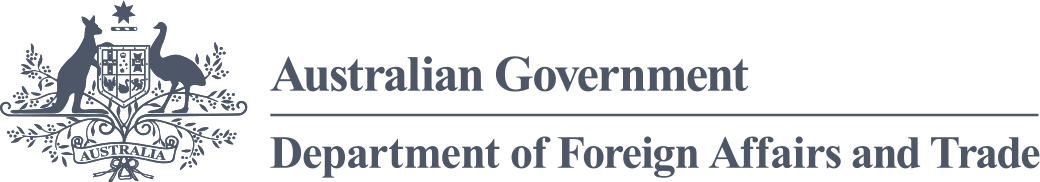 Australian Government
Department of Foreign Affairs and Trade
AUSTRALIA